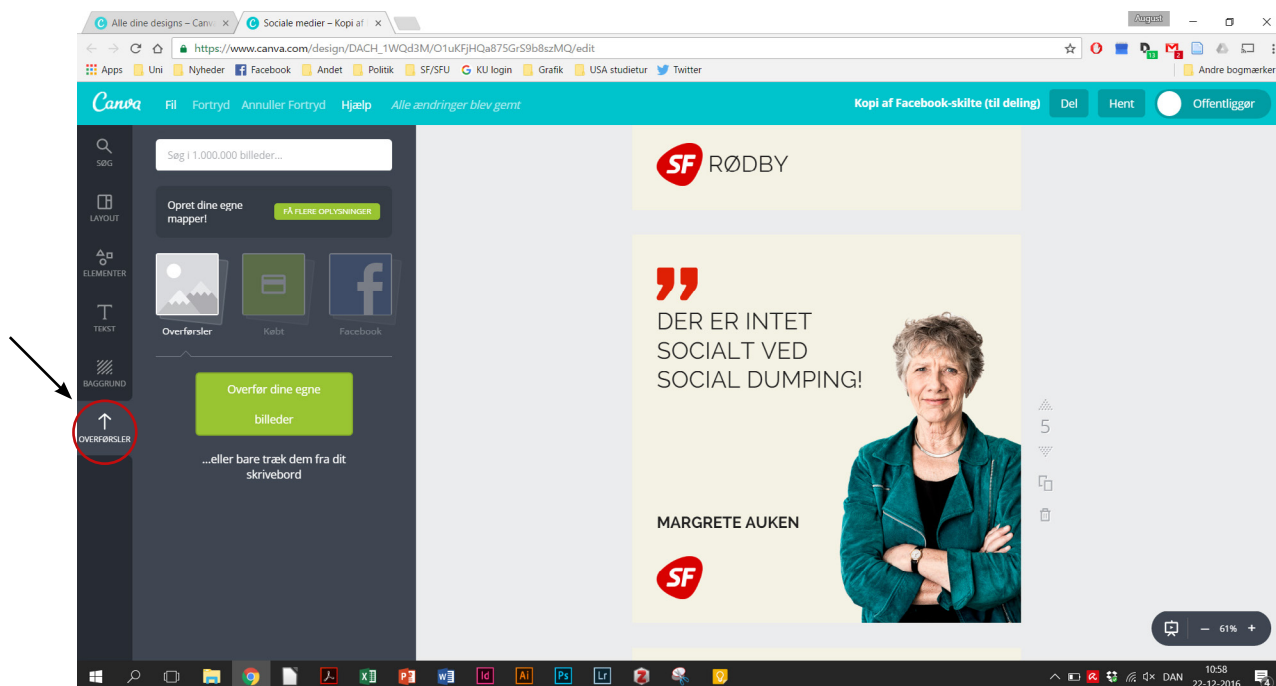 August
Alle dine designs – Canv
Sociale medier – Kopi af
https://www.canva.com/design/DACH_1WQd3M/O1uKFjHQa875GrS9b8szMQ/edit
Apps Uni Nyheder Facebook Andet Politik SF/SFU KU login Grafik USA studietur Twitter Andre bogmærker
Canva Fil Fortryd Annuller Fortryd Hjælp Alle ændringer blev gemt Kopi af Facebook-skilte (til deling) Del Hent Offentliggør
SØG
LAYOUT
ELEMENTER
TEKST
BAGGRUND
OVERFØRSLER
Søg i 1.000.000 billeder...
Opret dine egne
mapper!
FÅ FLERE OPLYSNINGER
Overførsler Købt Facebook
Overfør dine egne
billeder
...eller bare træk dem fra dit
skrivebord
SF RØDBY
DER ER INTET
SOCIALT VED
SOCIAL DUMPING!
MARGRETE AUKEN
SF
5
61%
DAN
10:58
22-12-2016